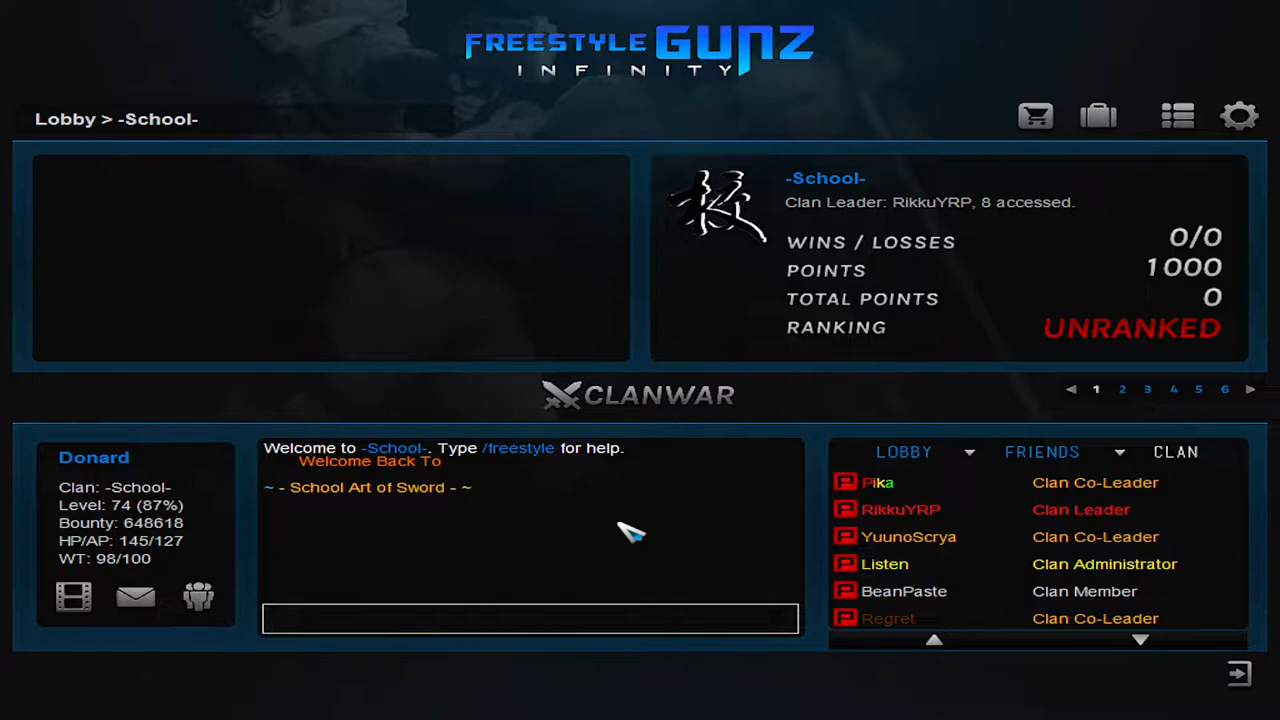 FREESTYLE GUNZ
INFINITY
Lobby > -School-
校
-School-
Clan Leader: RikkuYRP, 8 accessed.
WINS / LOSSES 0/0
POINTS 1000
TOTAL POINTS 0
RANKING UNRANKED
CLANWAR
1 2 3 4 5 6
Donard
Clan: -School-
Level: 74 (87%)
Bounty: 648618
HP/AP: 145/127
WT: 98/100
Welcome to -School-. Type /freestyle for help.
Welcome Back To
~ - School Art of Sword - ~
LOBBY FRIENDS CLAN
P Pika Clan Co-Leader
P RikkuYRP Clan Leader
P YuunoScrya Clan Co-Leader
P Listen Clan Administrator
P BeanPaste Clan Member
P Regret Clan Co-Leader